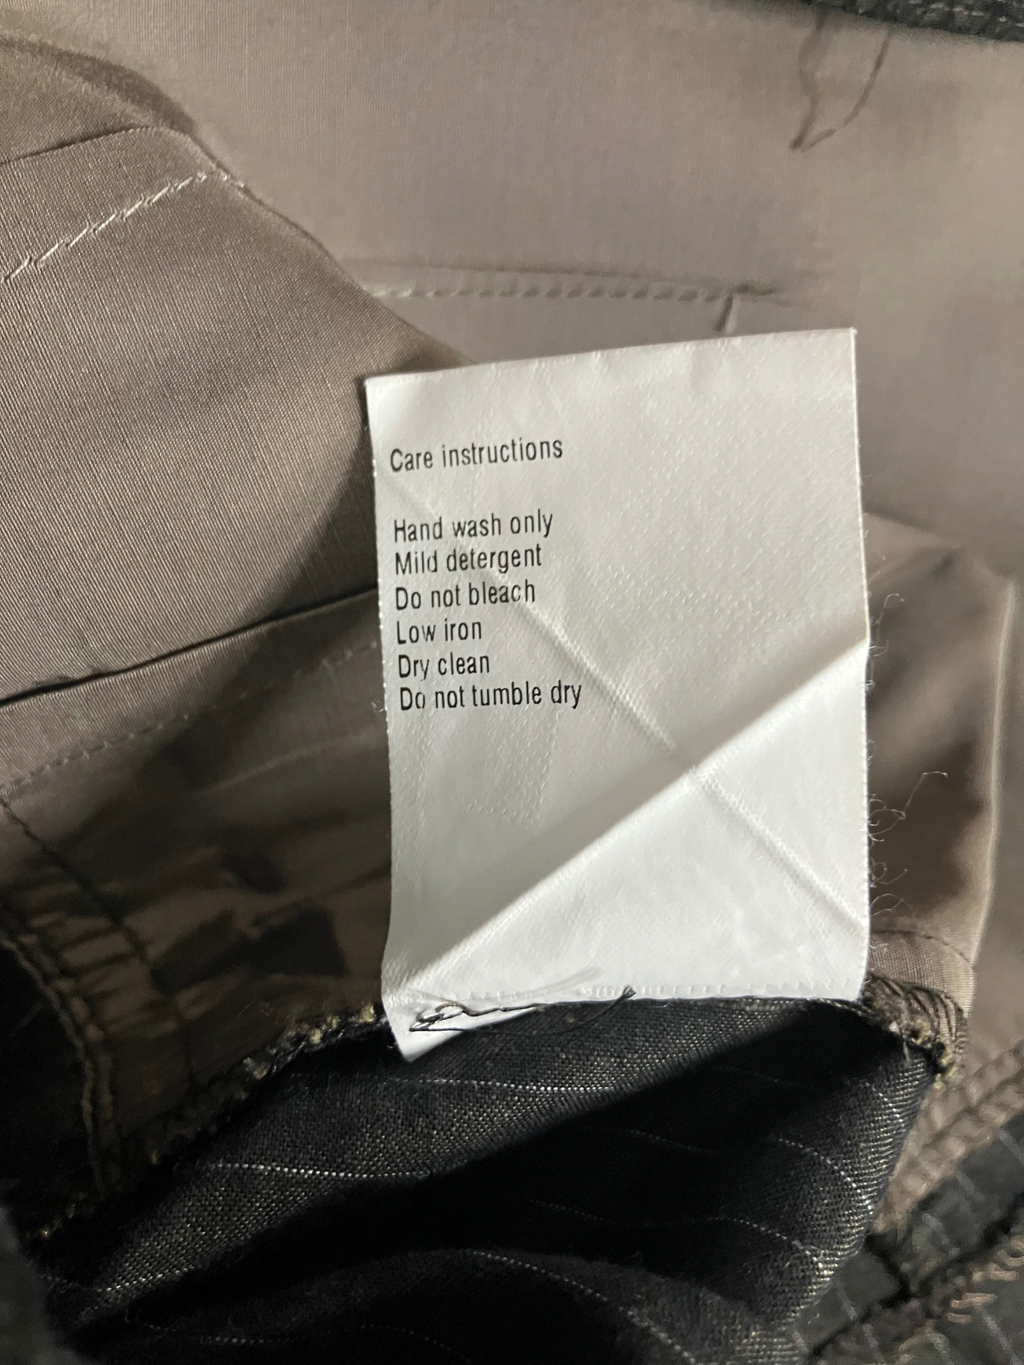 Care instructions
Hand wash only
Mild detergent
Do not bleach
Low iron
Dry clean
Do not tumble dry